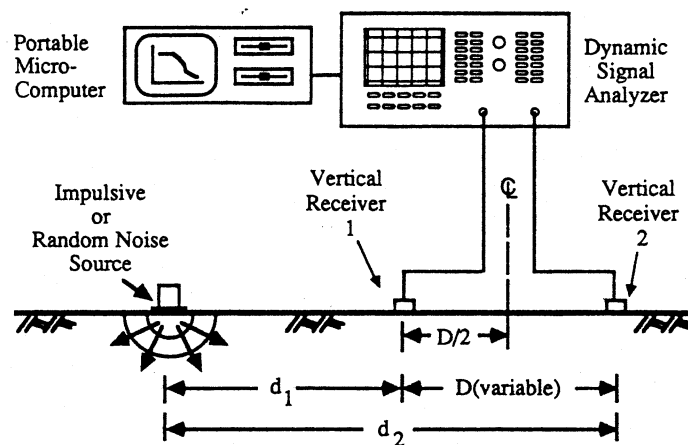 Portable
Micro-
Computer
Dynamic
Signal
Analyzer
Impulsive
or
Random Noise
Source
Vertical
Receiver
1
℄
Vertical
Receiver
2
D/2
d1
D(variable)
d2